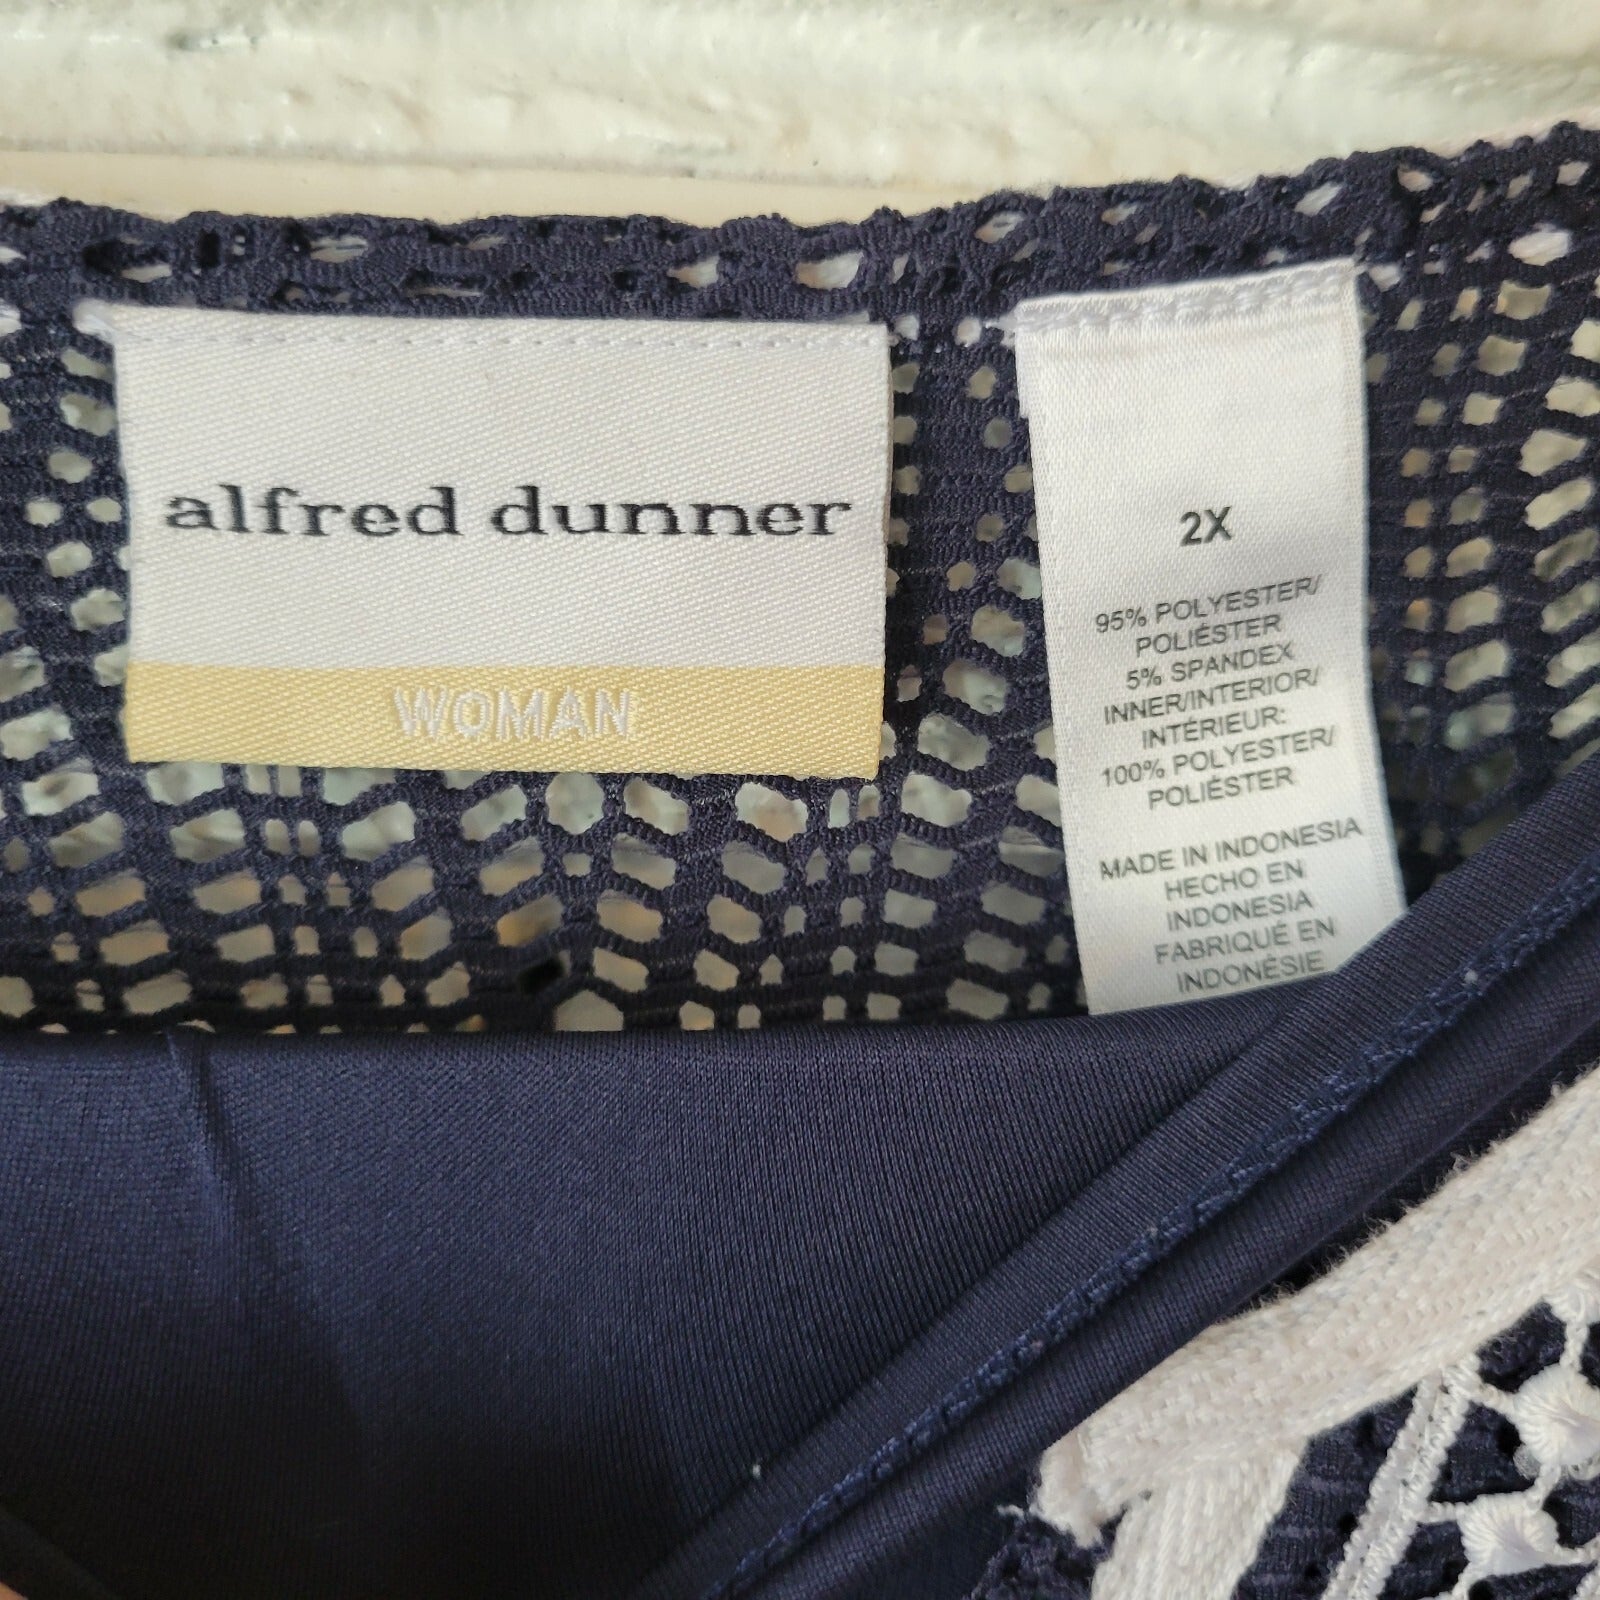 alfred dunner
WOMAN
2X
95% POLYESTER/
POLIÉSTER
5% SPANDEX
INNER/INTERIOR/
INTÉRIEUR:
100% POLYESTER/
POLIÉSTER
MADE IN INDONESIA
HECHO EN
INDONESIA
FABRIQUÉ EN
INDONÉSIE